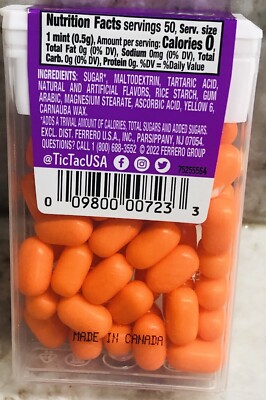 Nutrition Facts servings 50, Serv. size
1 mint (0.5g), Amount per serving: Calories 0,
Total Fat 0g (0% DV), Sodium 0mg (0% DV), Total
Carb. 0g (0% DV), Protein 0g. %DV = %Daily Value
INGREDIENTS: SUGAR*, MALTODEXTRIN, TARTARIC ACID,
NATURAL AND ARTIFICIAL FLAVORS, RICE STARCH, GUM
ARABIC, MAGNESIUM STEARATE, ASCORBIC ACID, YELLOW 6,
CARNAUBA WAX.
*ADDS A TRIVIAL AMOUNT OF CALORIES, TOTAL SUGARS AND ADDED SUGARS.
EXCL. DIST. FERRERO U.S.A., INC., PARSIPPANY, NJ 07054.
QUESTIONS? CALL 1 (800) 688-3552 © 2022 FERRERO GROUP
@TicTacUSA
75255564
0 09800 00723 3
MADE IN CANADA